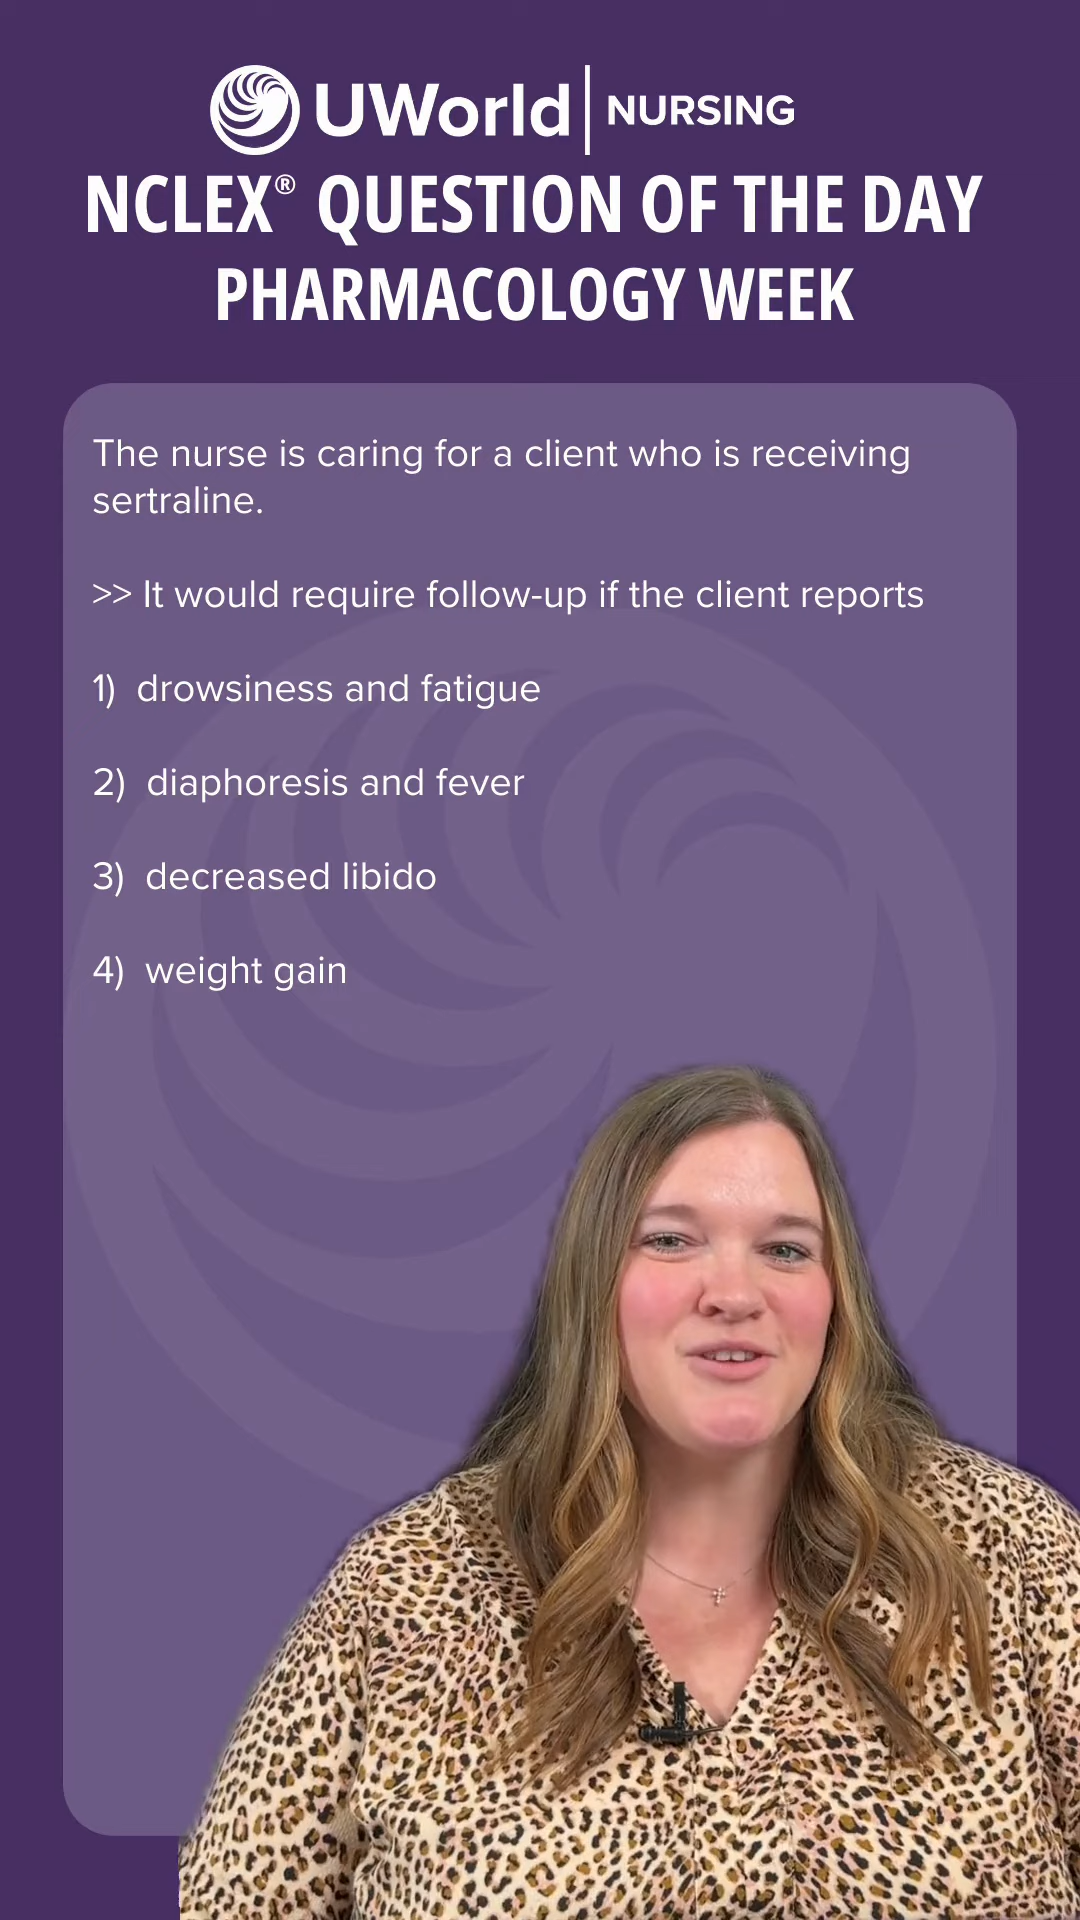 UWorld | NURSING
NCLEX® QUESTION OF THE DAY
PHARMACOLOGY WEEK
The nurse is caring for a client who is receiving
sertraline.
>> It would require follow-up if the client reports
1) drowsiness and fatigue
2) diaphoresis and fever
3) decreased libido
4) weight gain